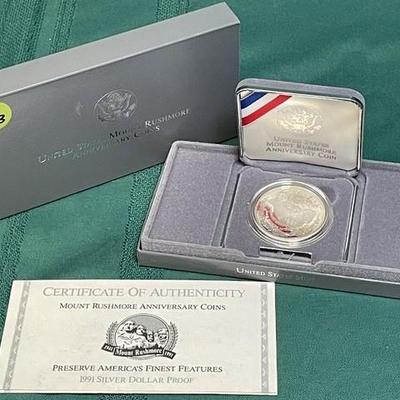 3
Mount Rushmore
United States
Anniversary Coins
United States
Mount Rushmore
Anniversary Coin
United States
Certificate of Authenticity
Mount Rushmore Anniversary Coins
1941 1991
Mount Rushmore
Preserve America's Finest Features
1991 Silver Dollar Proof